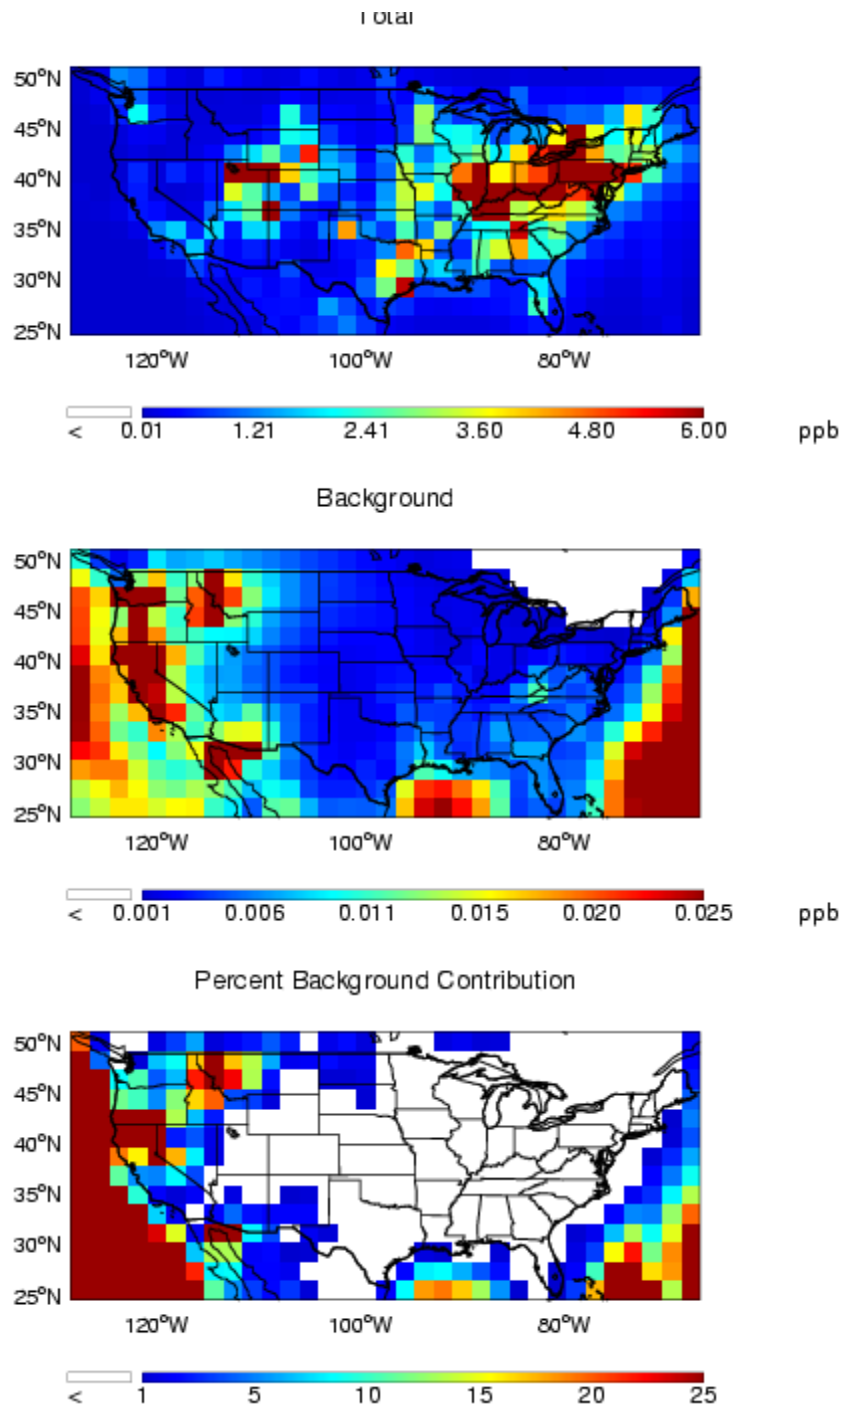 Total
50°N
45°N
40°N
35°N
30°N
25°N
120°W 100°W 80°W
< 0.01 1.21 2.41 3.60 4.80 6.00 ppb
Background
50°N
45°N
40°N
35°N
30°N
25°N
120°W 100°W 80°W
< 0.001 0.006 0.011 0.015 0.020 0.025 ppb
Percent Background Contribution
50°N
45°N
40°N
35°N
30°N
25°N
120°W 100°W 80°W
< 1 5 10 15 20 25